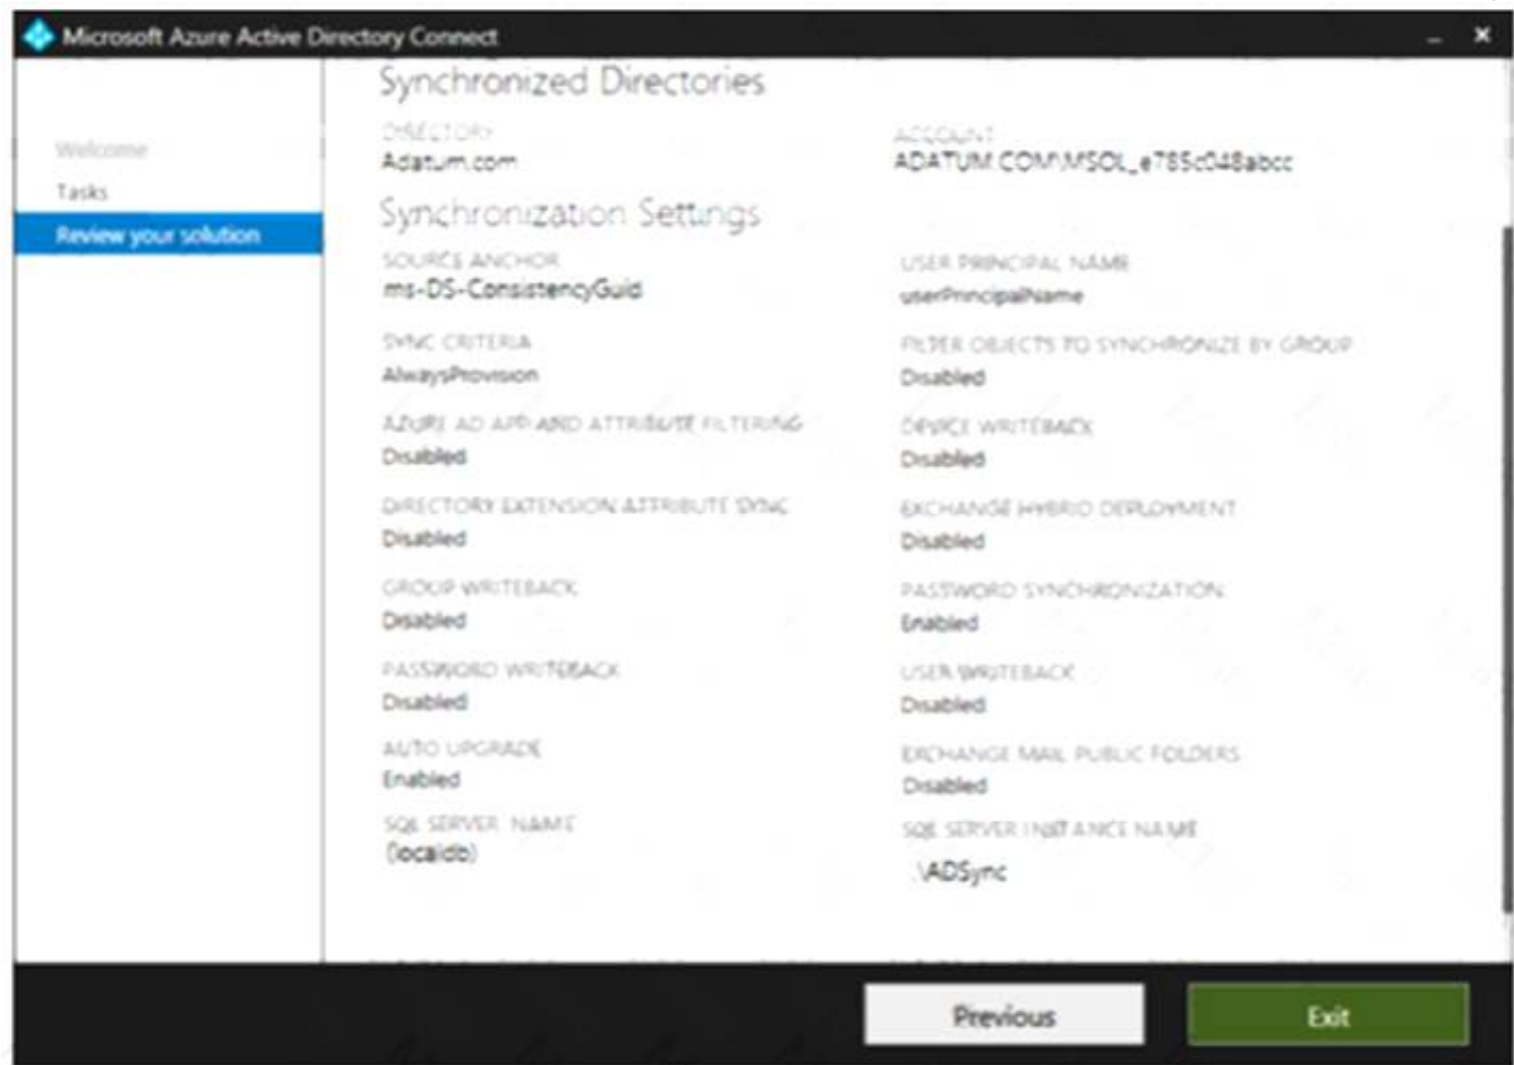 Microsoft Azure Active Directory Connect
Welcome
Tasks
Review your solution
Synchronized Directories
DIRECTORY
Adatum.com
ACCOUNT
ADATUM.COM\MSOL_e785c048abcc
Synchronization Settings
SOURCE ANCHOR
ms-DS-ConsistencyGuid
USER PRINCIPAL NAME
userPrincipalName
SYNC CRITERIA
AlwaysProvision
FILTER OBJECTS TO SYNCHRONIZE BY GROUP
Disabled
AZURE AD APP AND ATTRIBUTE FILTERING
Disabled
DEVICE WRITEBACK
Disabled
DIRECTORY EXTENSION ATTRIBUTE SYNC
Disabled
EXCHANGE HYBRID DEPLOYMENT
Disabled
GROUP WRITEBACK
Disabled
PASSWORD SYNCHRONIZATION
Enabled
PASSWORD WRITEBACK
Disabled
USER WRITEBACK
Disabled
AUTO UPGRADE
Enabled
EXCHANGE MAIL PUBLIC FOLDERS
Disabled
SQL SERVER NAME
(localdb)
SQL SERVER INSTANCE NAME
.\ADSync
Previous
Exit